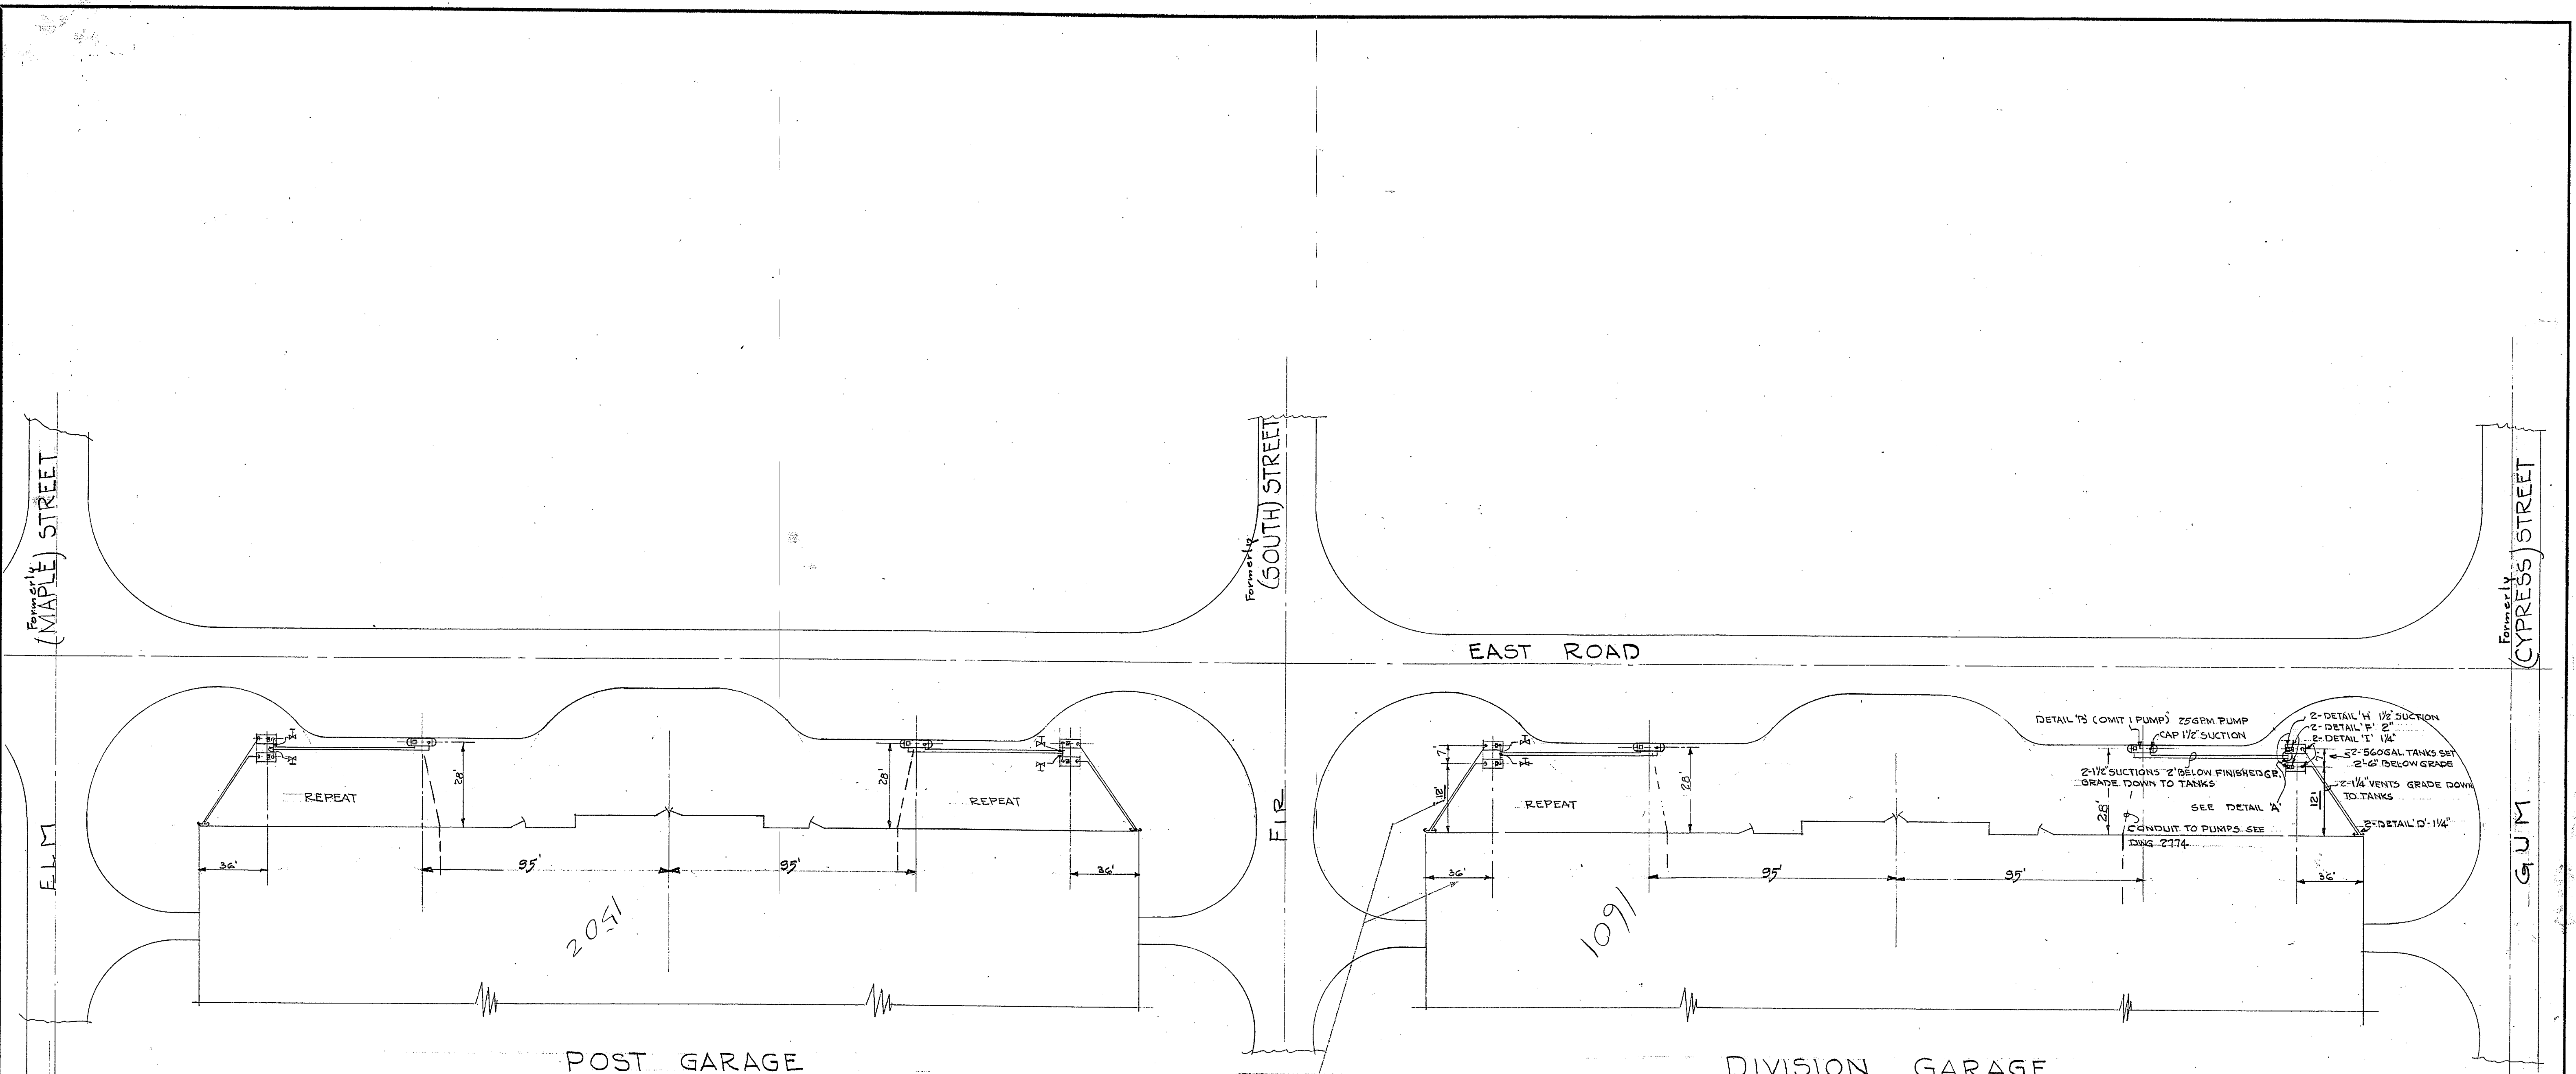 Formerly
(MAPLE) STREET
ELM
Formerly
(SOUTH) STREET
FIR
Formerly
(CYPRESS) STREET
GUM
EAST ROAD
28'
REPEAT
36'
95'
95'
28'
REPEAT
36'
POST GARAGE
7'
12'
28'
REPEAT
36'
95'
95'
36'
1601
DETAIL 'B' (OMIT 1 PUMP) 25GPM PUMP
CAP 1½" SUCTION
2-DETAIL 'H' 1½" SUCTION
2-DETAIL 'F' 2"
2-DETAIL 'I' 1¼"
2-560GAL TANKS SET
2'-6" BELOW GRADE
7'
2-1½" SUCTIONS 2' BELOW FINISHED GR.
GRADE DOWN TO TANKS
2-1¼" VENTS GRADE DOWN
TO TANKS
SEE DETAIL 'A'
12'
28'
CONDUIT TO PUMPS SEE
DWG 2774
2-DETAIL 'D'-1¼"
DIVISION GARAGE